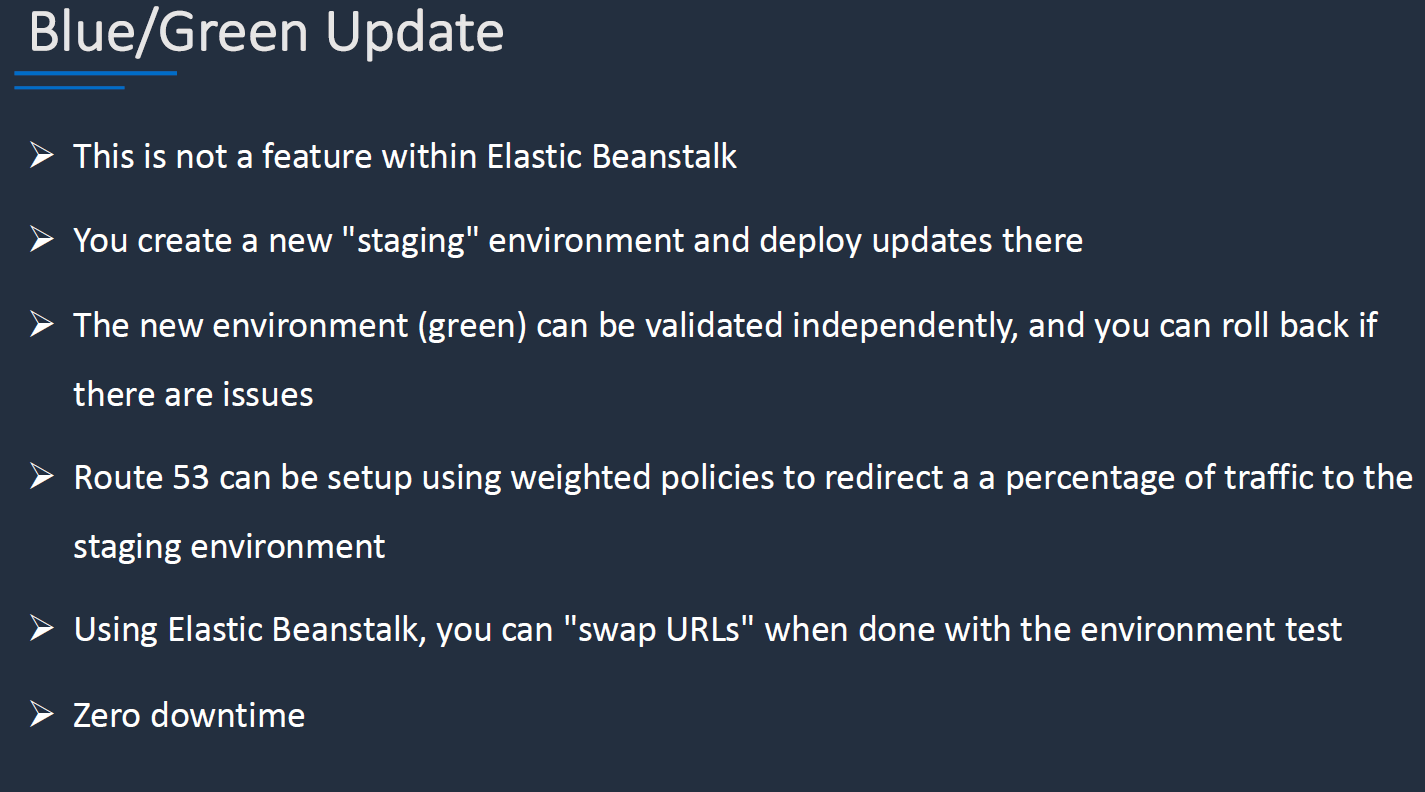 Blue/Green Update
➢ This is not a feature within Elastic Beanstalk
➢ You create a new "staging" environment and deploy updates there
➢ The new environment (green) can be validated independently, and you can roll back if
there are issues
➢ Route 53 can be setup using weighted policies to redirect a a percentage of traffic to the
staging environment
➢ Using Elastic Beanstalk, you can "swap URLs" when done with the environment test
➢ Zero downtime